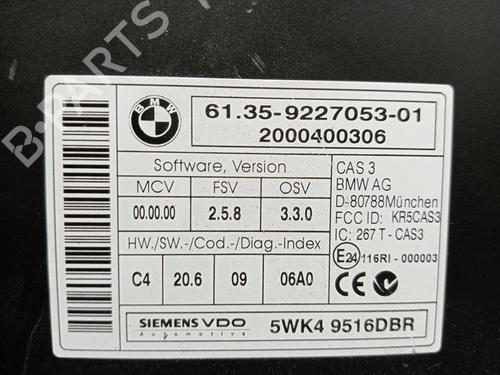 BMW
61.35-9227053-01
2000400306
Software, Version
MCV FSV OSV
00.00.00 2.5.8 3.3.0
HW./SW.-/Cod.-/Diag.-Index
C4 20.6 09 06A0
CAS 3
BMW AG
D-80788München
FCC ID: KR5CAS3
IC: 267 T - CAS3
E24 116RI - 000003
CE
SIEMENS VDO
Automotive
5WK4 9516DBR
B-PARTS